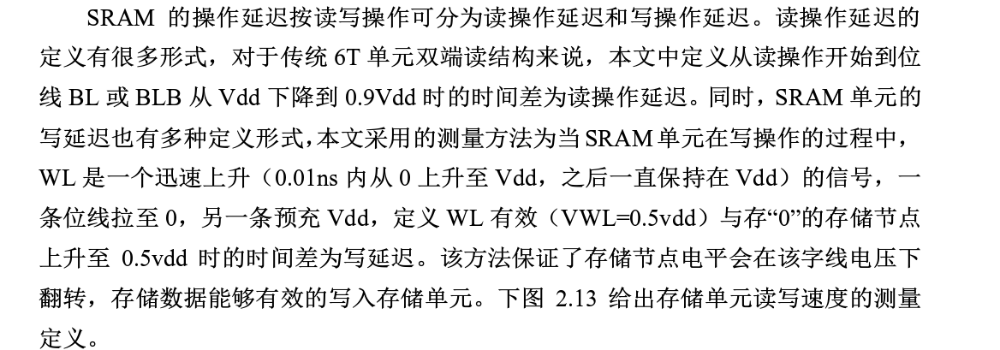 SRAM 的操作延迟按读写操作可分为读操作延迟和写操作延迟。读操作延迟的
定义有很多形式，对于传统 6T 单元双端读结构来说，本文中定义从读操作开始到位
线 BL 或 BLB 从 Vdd 下降到 0.9Vdd 时的时间差为读操作延迟。同时，SRAM 单元的
写延迟也有多种定义形式，本文采用的测量方法为当 SRAM 单元在写操作的过程中，
WL 是一个迅速上升（0.01ns 内从 0 上升至 Vdd，之后一直保持在 Vdd）的信号，一
条位线拉至 0，另一条预充 Vdd，定义 WL 有效（VWL=0.5vdd）与存“0”的存储节点
上升至 0.5vdd 时的时间差为写延迟。该方法保证了存储节点电平会在该字线电压下
翻转，存储数据能够有效的写入存储单元。下图 2.13 给出存储单元读写速度的测量
定义。